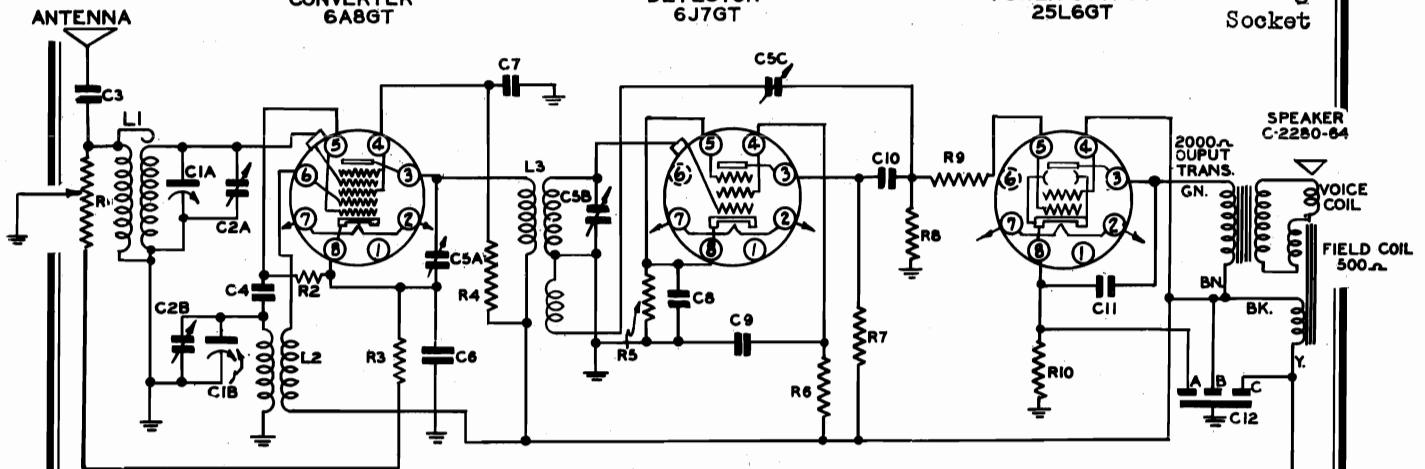 ANTENNA
CONVERTER
6A8GT
DETECTOR
6J7GT
25L6GT
Socket
C3
L1
C1A
C2A
R1
5
4
6
3
7
2
8
1
C7
C5C
L3
C5B
5
4
6
3
7
2
8
1
C10
R9
R8
5
4
6
3
7
2
8
1
2000Ω
OUPUT
TRANS.
GN.
SPEAKER
C-2280-64
VOICE
COIL
FIELD COIL
500Ω
C4
R2
C5A
R4
C8
C9
R5
R7
C11
BN.
BK.
C2B
C1B
L2
R3
C6
R6
R10
A
B
C
Y.
C12